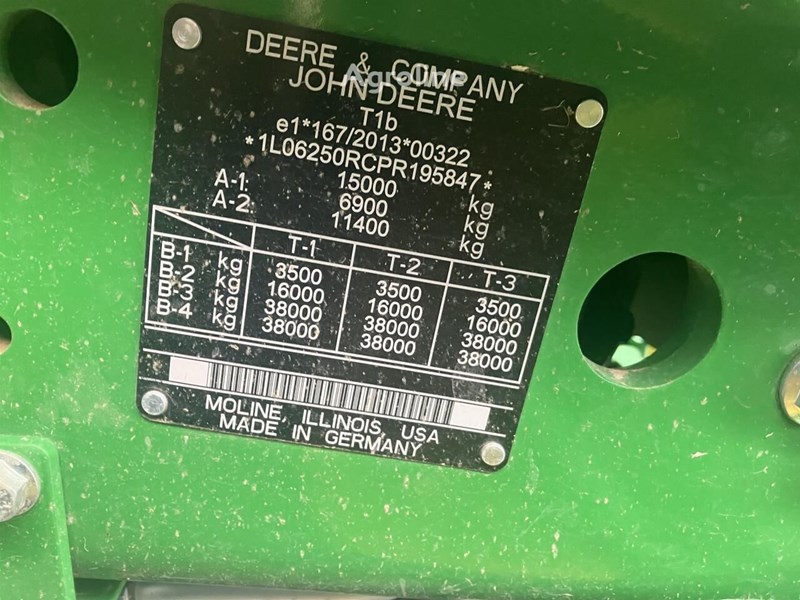 DEERE & COMPANY
Agroline
JOHN DEERE
T1b
e1*167/2013*00322
*1L06250RCPR195847*
15000 kg
A-1: 6900 kg
A-2: 11400 kg
T-1 T-2 T-3
B-1 kg 3500 3500 3500
B-2 kg 16000 16000 16000
B-3 kg 38000 38000 38000
B-4 kg 38000 38000 38000
MOLINE, ILLINOIS, USA
MADE IN GERMANY